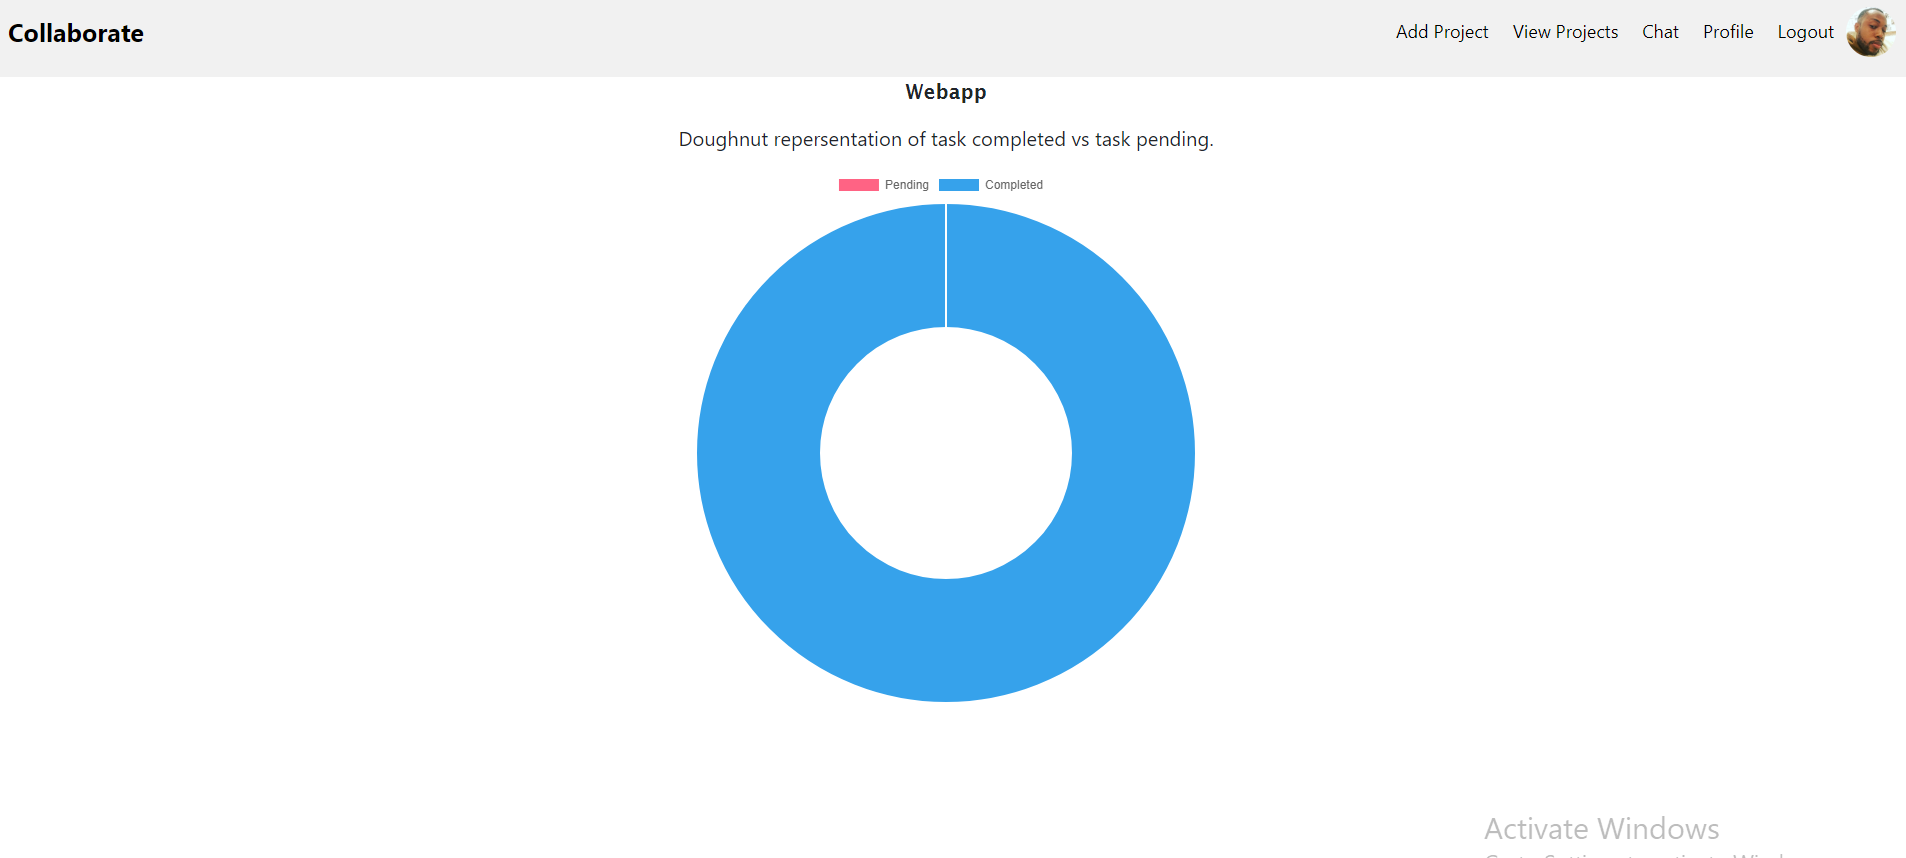 Collaborate
Add Project View Projects Chat Profile Logout
Webapp
Doughnut repersentation of task completed vs task pending.
Pending Completed
Activate Windows